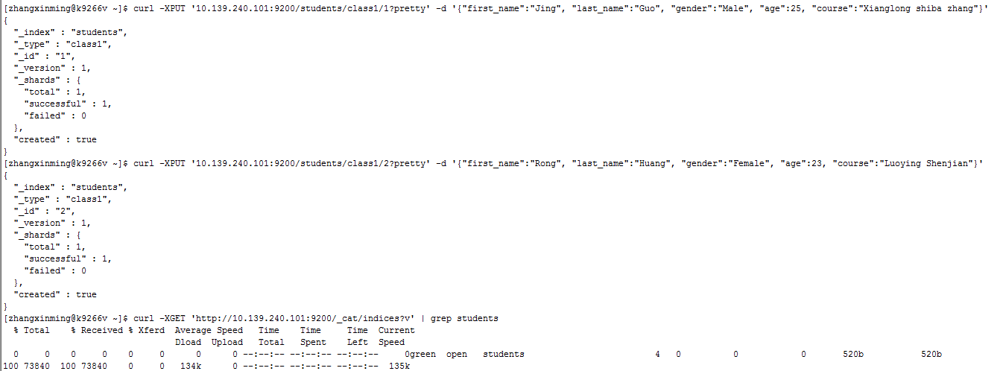 [zhangxinming@k9266v ~]$ curl -XPUT '10.139.240.101:9200/students/class1/1?pretty' -d '{"first_name":"Jing", "last_name":"Guo", "gender":"Male", "age":25, "course":"Xianglong shiba zhang"}'
{
  "_index" : "students",
  "_type" : "class1",
  "_id" : "1",
  "_version" : 1,
  "_shards" : {
    "total" : 1,
    "successful" : 1,
    "failed" : 0
  },
  "created" : true
}
[zhangxinming@k9266v ~]$ curl -XPUT '10.139.240.101:9200/students/class1/2?pretty' -d '{"first_name":"Rong", "last_name":"Huang", "gender":"Female", "age":23, "course":"Luoying Shenjian"}'
{
  "_index" : "students",
  "_type" : "class1",
  "_id" : "2",
  "_version" : 1,
  "_shards" : {
    "total" : 1,
    "successful" : 1,
    "failed" : 0
  },
  "created" : true
}
[zhangxinming@k9266v ~]$ curl -XGET 'http://10.139.240.101:9200/_cat/indices?v' | grep students
  % Total    % Received % Xferd  Average Speed   Time    Time     Time  Current
                                 Dload  Upload   Total   Spent    Left  Speed
  0     0    0     0    0     0      0      0 --:--:-- --:--:-- --:--:--     0green  open   students                         4   0          0            0       520b           520b
100 73840  100 73840    0     0   134k      0 --:--:-- --:--:-- --:--:--  135k